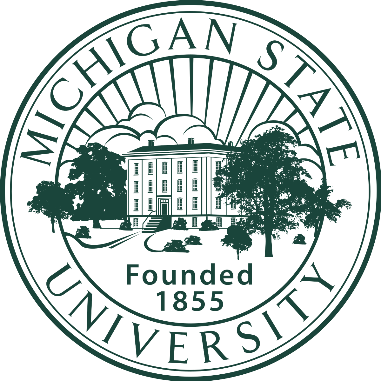 MICHIGAN STATE
UNIVERSITY
Founded
1855